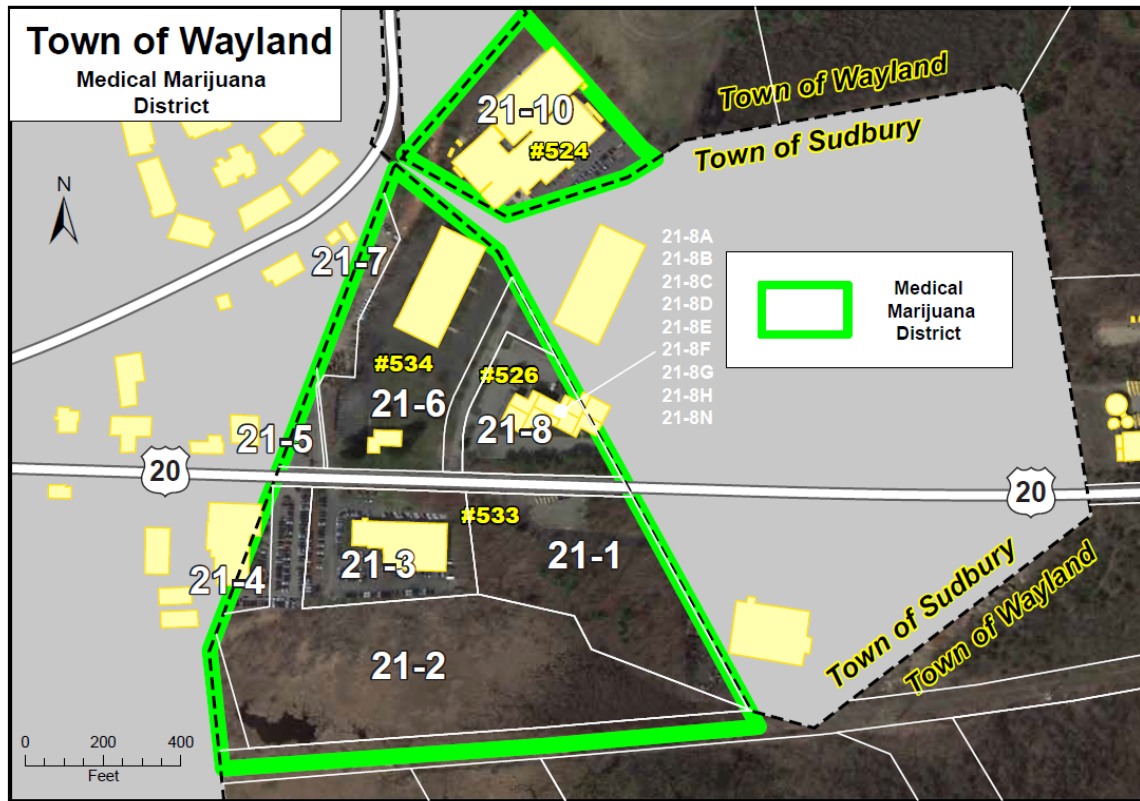 Town of Wayland
Medical Marijuana
District
21-10
#524
Town of Wayland
Town of Sudbury
N
21-7
21-8A
21-8B
21-8C
21-8D
21-8E
21-8F
21-8G
21-8H
21-8N
Medical
Marijuana
District
#534
#526
21-6
21-8
21-5
20
20
#533
21-3
21-1
21-4
Town of Sudbury
Town of Wayland
21-2
0 200 400
Feet